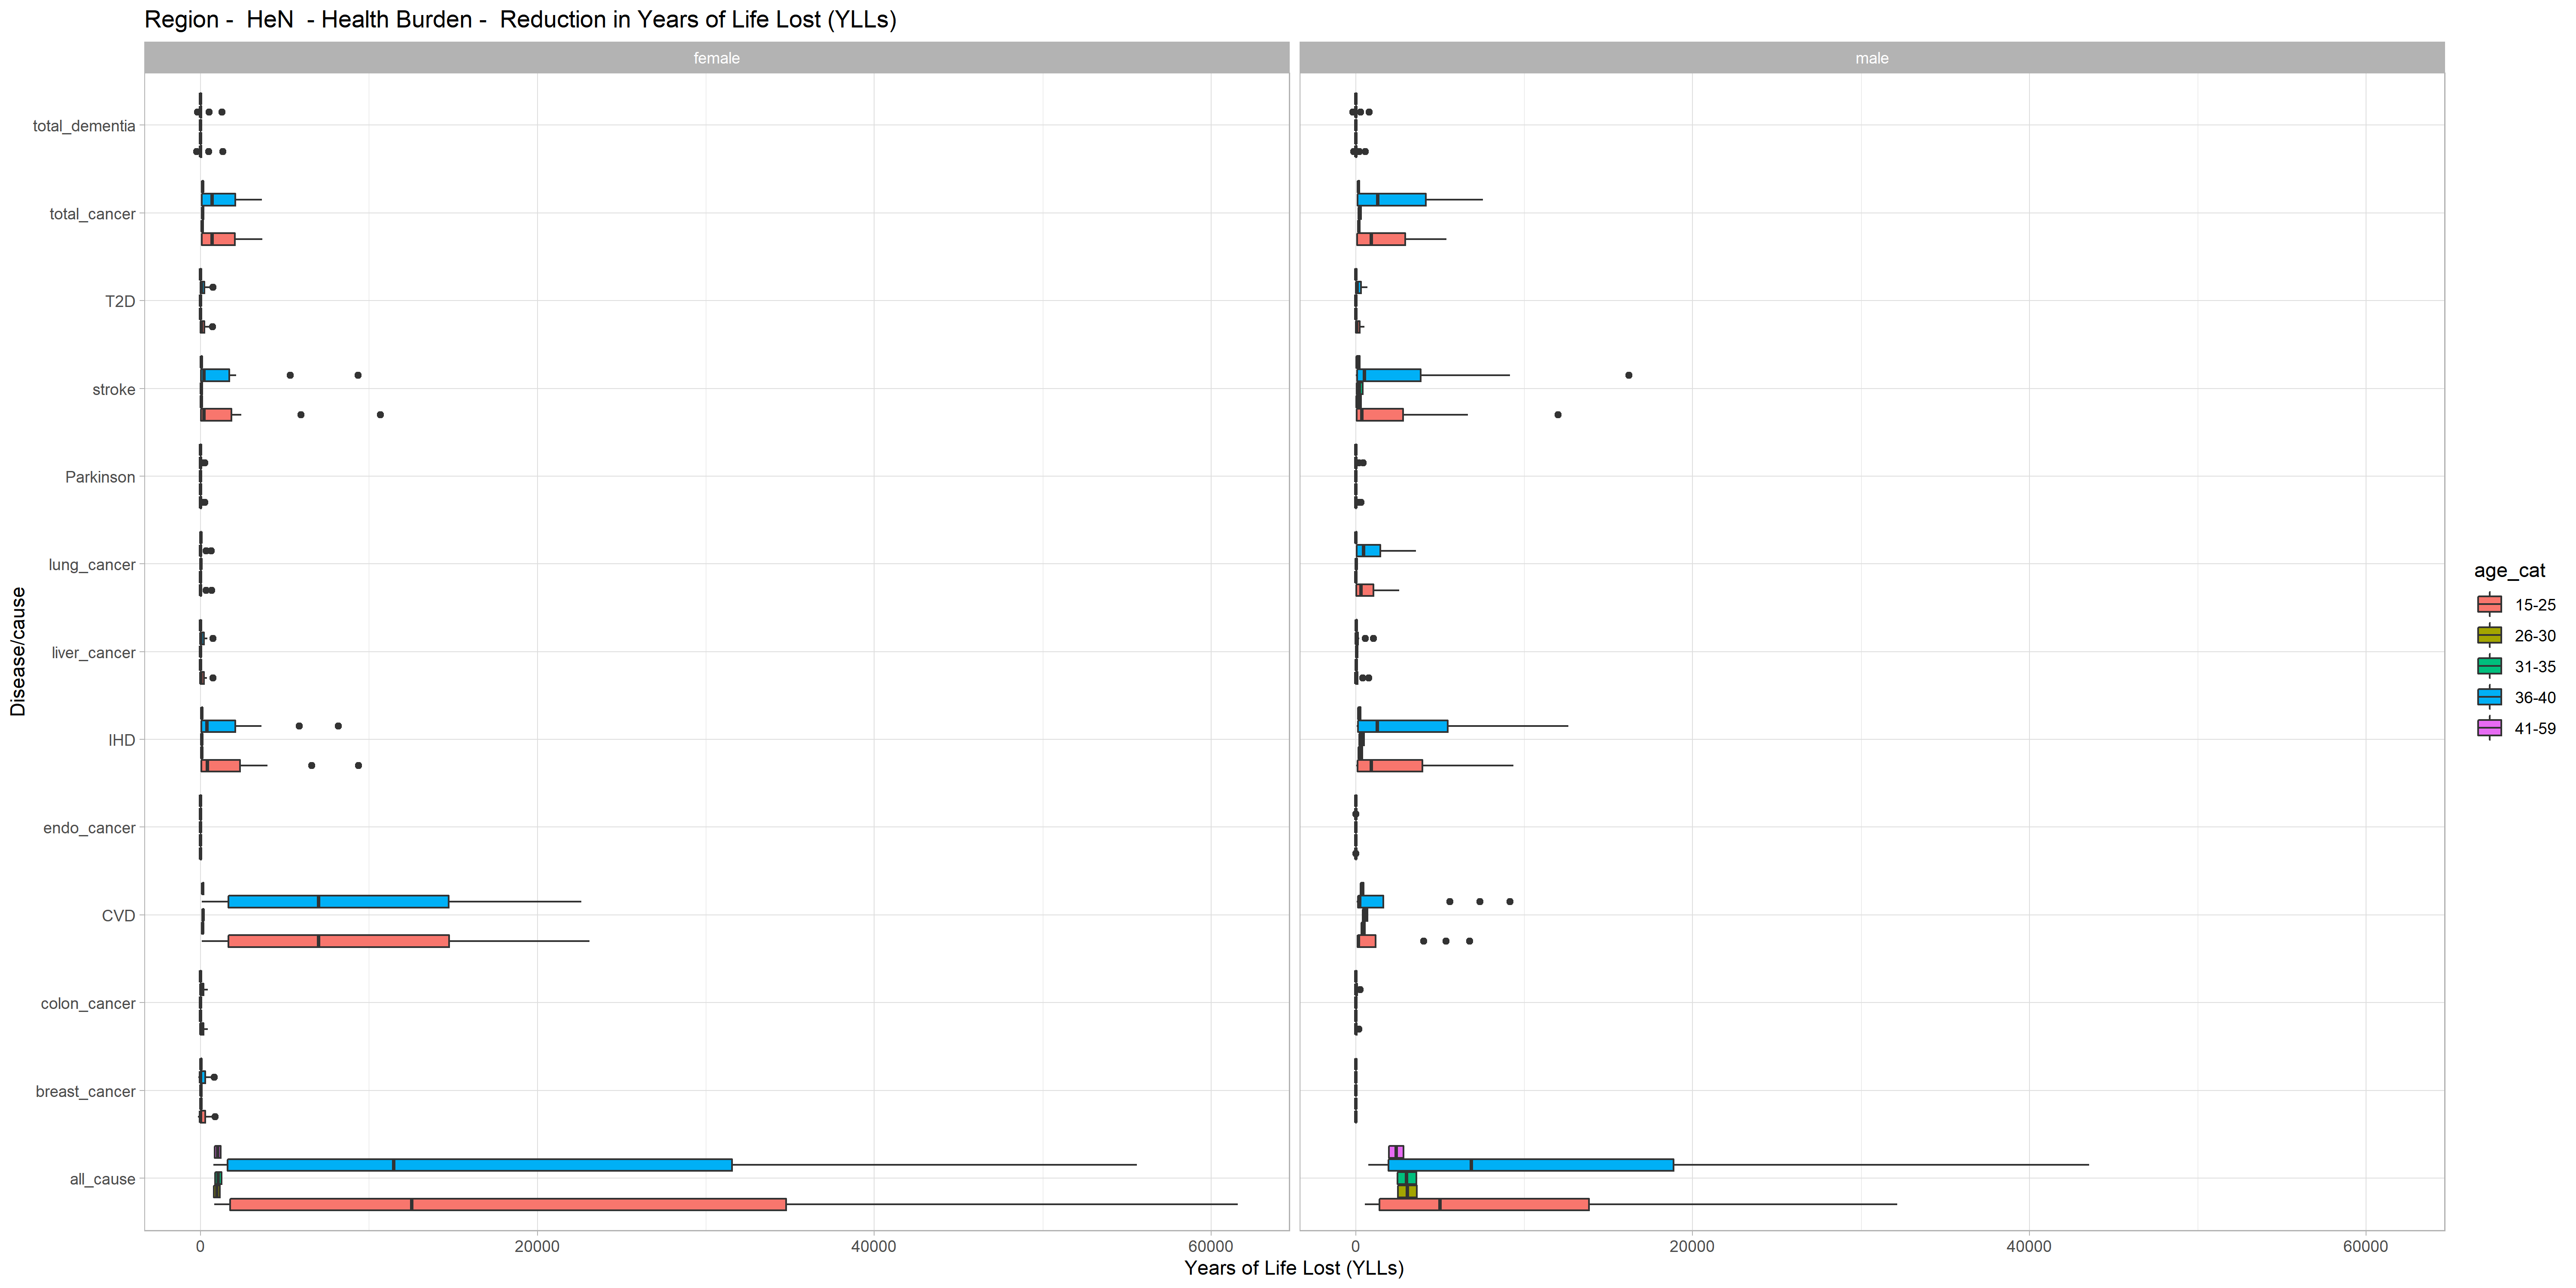 Region -  HeN  - Health Burden -  Reduction in Years of Life Lost (YLLs)
female
male
total_dementia
total_cancer
T2D
stroke
Parkinson
lung_cancer
liver_cancer
IHD
endo_cancer
CVD
colon_cancer
breast_cancer
all_cause
Disease/cause
0
20000
40000
60000
0
20000
40000
60000
Years of Life Lost (YLLs)
age_cat
15-25
26-30
31-35
36-40
41-59